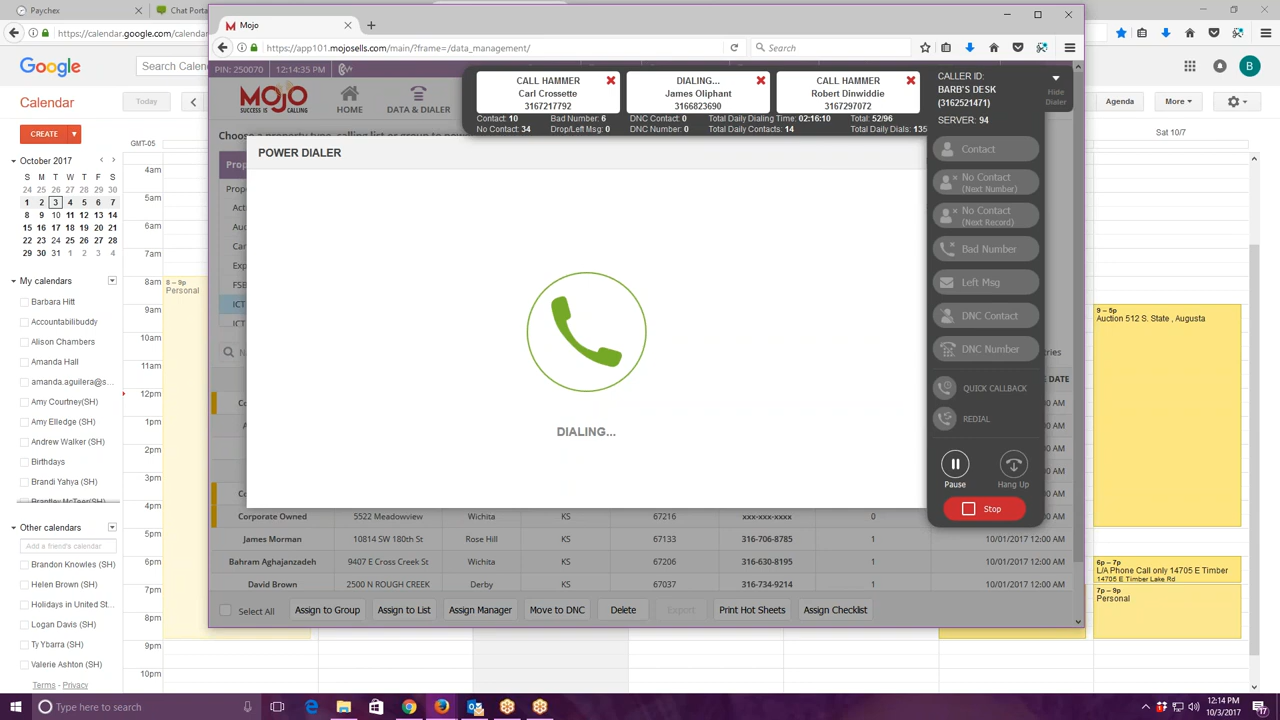 Paychex
Chat Portal
https://calendar.google.com/calendar
Google
Search Calendar
B
Calendar
Today
Agenda
More
CREATE
GMT-05
Sat 10/7
October 2017
S M T W T F S
24 25 26 27 28 29 30
1 2 3 4 5 6 7
8 9 10 11 12 13 14
15 16 17 18 19 20 21
22 23 24 25 26 27 28
29 30 31 1 2 3 4
My calendars
Barbara Hitt
Accountabilibuddy
Alison Chambers
Amanda Hall
amanda.aguilera@s...
Amy Courtney(SH)
Amy Elledge (SH)
Andrew Walker (SH)
Birthdays
Brandi Yahya (SH)
Brantley McTeer(SH)
Other calendars
Add a friend's calendar
Brandon Knowles (SH)
Helen Brown (SH)
Holidays in United St...
Logan Davis (SH)
Ty Ybarra (SH)
Valerie Ashton (SH)
Terms - Privacy
4am
5am
6am
7am
8am
9am
10am
11am
12pm
1pm
2pm
3pm
4pm
5pm
6pm
7pm
8pm
9pm
10pm
8 – 9p
Personal
9 – 5p
Auction 512 S. State , Augusta
6p – 7p
L/A Phone Call only 14705 E Timber
14705 E Timber Lake Rd
7p – 9p
Personal
Mojo
https://app101.mojosells.com/main/?frame=/data_management/
Search
PIN: 250070
12:14:35 PM
MOJO
SUCCESS IS CALLING
HOME
DATA & DIALER
CALL HAMMER
Carl Crossette
3167217792
DIALING...
James Oliphant
3166823690
CALL HAMMER
Robert Dinwiddie
3167297072
Contact: 10
Bad Number: 6
DNC Contact: 0
Total Daily Dialing Time: 02:16:10
Total: 52/96
No Contact: 34
Drop/Left Msg: 0
DNC Number: 0
Total Daily Contacts: 14
Total Daily Dials: 135
CALLER ID:
BARB'S DESK
(3162521471)
SERVER: 94
Hide
Dialer
Contact
No Contact
(Next Number)
No Contact
(Next Record)
Bad Number
Left Msg
DNC Contact
DNC Number
QUICK CALLBACK
REDIAL
Pause
Hang Up
Stop
POWER DIALER
DIALING...
Corporate Owned 5522 Meadowview Wichita KS 67216 xxx-xxx-xxxx 0
James Morman 10814 SW 180th St Rose Hill KS 67133 316-706-8785 1 10/01/2017 12:00 AM
Bahram Aghajanzadeh 9407 E Cross Creek St Wichita KS 67206 316-630-8195 1 10/01/2017 12:00 AM
David Brown 2500 N ROUGH CREEK Derby KS 67037 316-734-9214 1 10/01/2017 12:00 AM
Select All
Assign to Group
Assign to List
Assign Manager
Move to DNC
Delete
Export
Print Hot Sheets
Assign Checklist
Type here to search
12:14 PM
10/3/2017
17